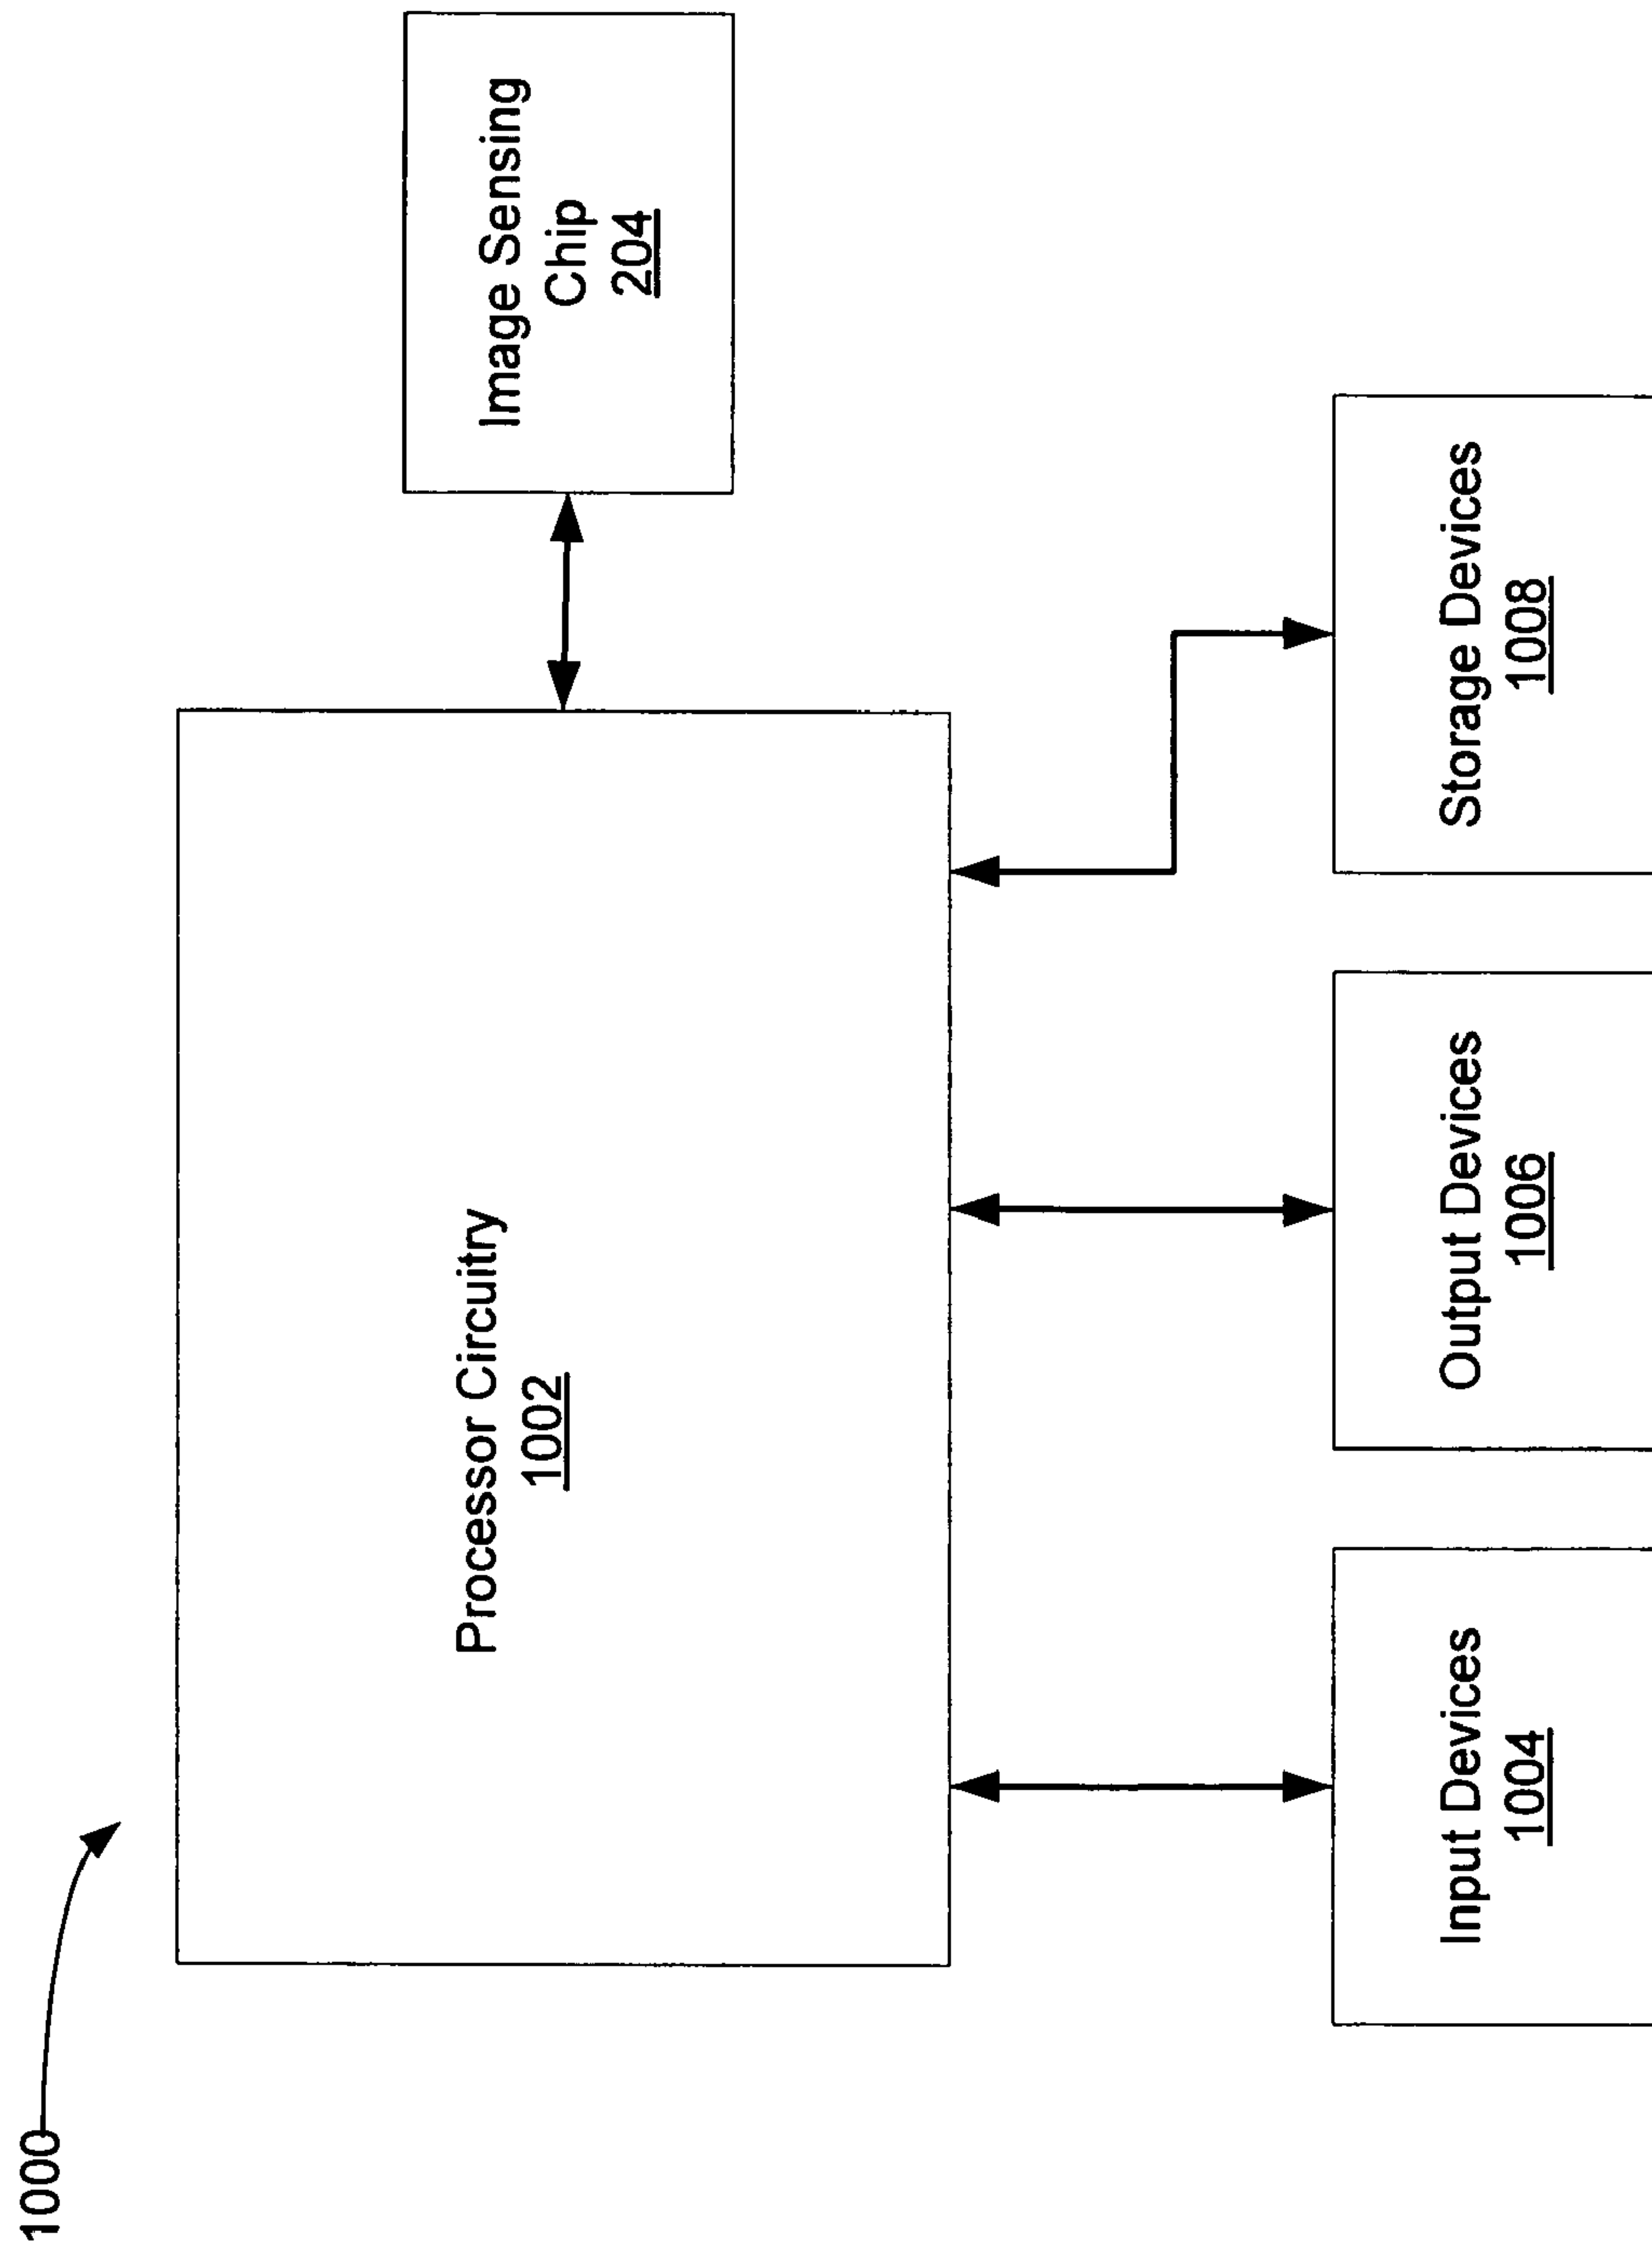 1000
Processor Circuitry
1002
Image Sensing
Chip
204
Input Devices
1004
Output Devices
1006
Storage Devices
1008